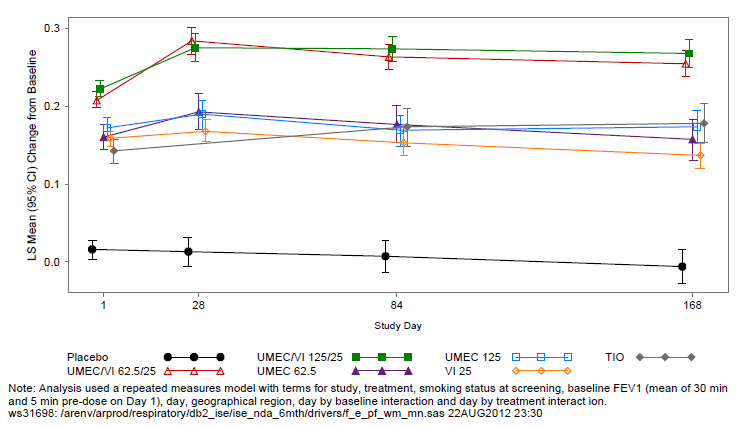 LS Mean (95% CI) Change from Baseline
0.3
0.2
0.1
0.0
1 28 84 168
Study Day
Placebo UMEC/VI 125/25 UMEC 125 TIO
UMEC/VI 62.5/25 UMEC 62.5 VI 25
Note: Analysis used a repeated measures model with terms for study, treatment, smoking status at screening, baseline FEV1 (mean of 30 min
and 5 min pre-dose on Day 1), day, geographical region, day by baseline interaction and day by treatment interact ion.
ws31698: /arenv/arprod/respiratory/db2_ise/ise_nda_6mth/drivers/f_e_pf_wm_mn.sas 22AUG2012 23:30